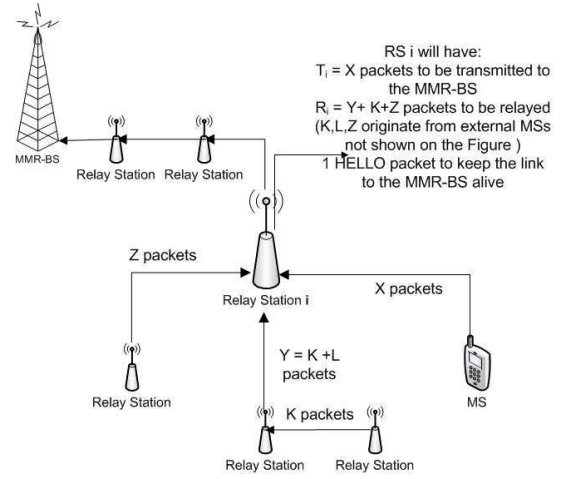 RS i will have:
Ti = X packets to be transmitted to
the MMR-BS
Ri = Y+ K+Z packets to be relayed
(K,L,Z originate from external MSs
not shown on the Figure )
1 HELLO packet to keep the link
to the MMR-BS alive
MMR-BS
Relay Station
Relay Station
Z packets
Relay Station i
X packets
Y = K +L
packets
Relay Station
MS
K packets
Relay Station
Relay Station